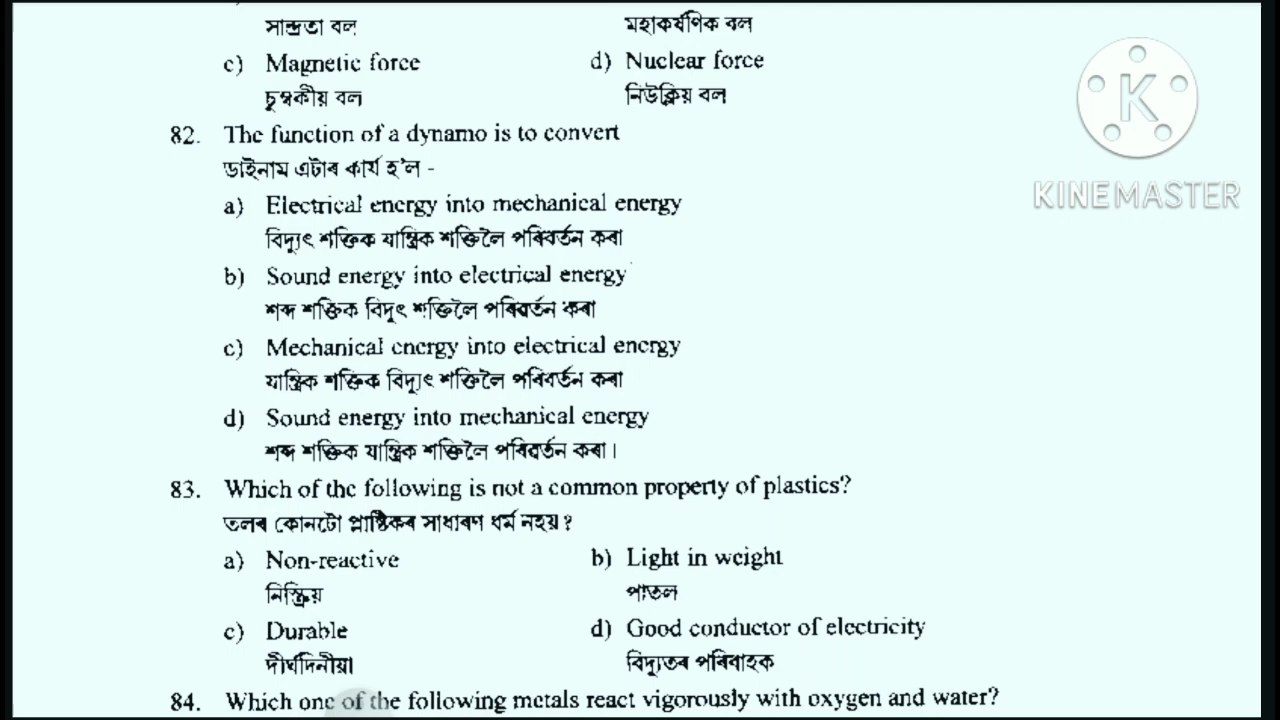 সান্দ্ৰতা বল মহাকৰ্ষণিক বল
c) Magnetic force d) Nuclear force
চুম্বকীয় বল নিউক্লিয় বল
82. The function of a dynamo is to convert
ডাইনাম এটাৰ কাৰ্য হ'ল -
a) Electrical energy into mechanical energy
বিদ্যুৎ শক্তিক যান্ত্ৰিক শক্তিলৈ পৰিবৰ্তন কৰা
b) Sound energy into electrical energy
শব্দ শক্তিক বিদ্যুৎ শক্তিলৈ পৰিবৰ্তন কৰা
c) Mechanical energy into electrical energy
যান্ত্ৰিক শক্তিক বিদ্যুৎ শক্তিলৈ পৰিবৰ্তন কৰা
d) Sound energy into mechanical energy
শব্দ শক্তিক যান্ত্ৰিক শক্তিলৈ পৰিবৰ্তন কৰা।
83. Which of the following is not a common property of plastics?
তলৰ কোনটো প্লাষ্টিকৰ সাধাৰণ ধৰ্ম নহয়?
a) Non-reactive b) Light in weight
নিষ্ক্ৰিয় পাতল
c) Durable d) Good conductor of electricity
দীৰ্ঘদিনীয়া বিদ্যুতৰ পৰিবাহক
84. Which one of the following metals react vigorously with oxygen and water?
K
KINEMASTER